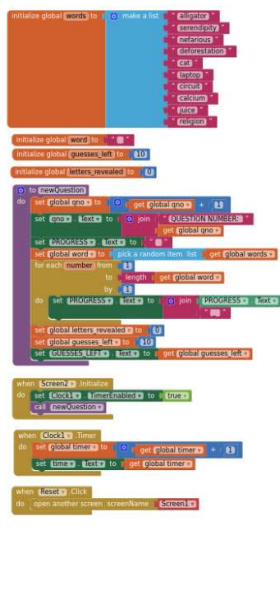 initialize global words to make a list " alligator "
" serendipity "
" nefarious "
" deforestation "
" cat "
" laptop "
" circuit "
" calcium "
" juice "
" religion "
initialize global word to " "
initialize global guesses_left to 10
initialize global letters_revealed to 0
to newQuestion
do set global qno to get global qno + 1
set qno . Text to join " QUESTION NUMBER: "
get global qno
set PROGRESS . Text to " "
set global word to pick a random item list get global words
for each number from 1
to length get global word
by 1
do set PROGRESS . Text to join PROGRESS . Text
" "
set global letters_revealed to 0
set global guesses_left to 10
set GUESSES_LEFT . Text to get global guesses_left
when Screen2 .Initialize
do set Clock1 . TimerEnabled to true
call newQuestion
when Clock1 .Timer
do set global timer to get global timer + 1
set time . Text to get global timer
when Reset .Click
do open another screen screenName " Screen1 "